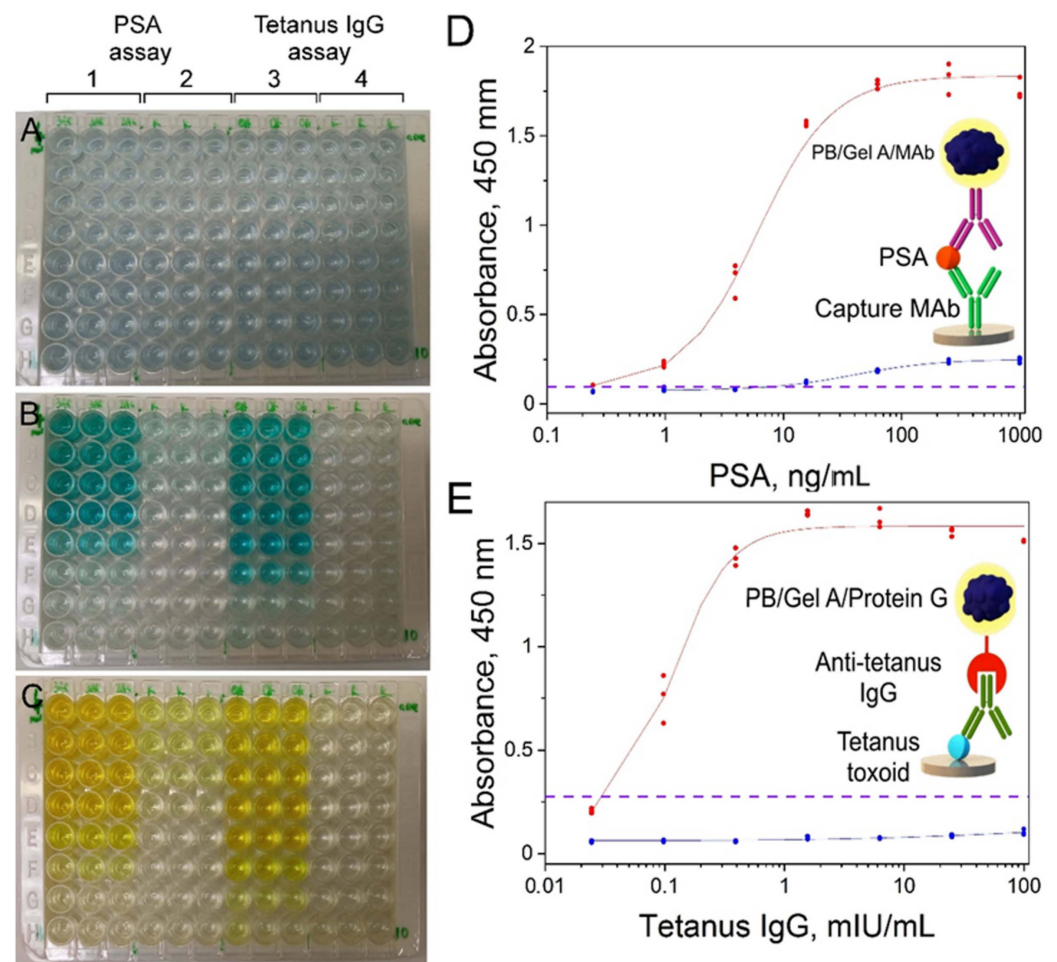 PSA
assay
Tetanus IgG
assay
1 2 3 4
A
E
G
H
10
B
D
E
F
10
C
D
E
F
G
H
10
D
Absorbance, 450 mm
2
1.5
1
0.5
0
0.1 1 10 100 1000
PSA, ng/mL
PB/Gel A/MAb
PSA
Capture MAb
E
Absorbance, 450 nm
1.5
1
0.5
0
0.01 0.1 1 10 100
Tetanus IgG, mIU/mL
PB/Gel A/Protein G
Anti-tetanus
IgG
Tetanus
toxoid